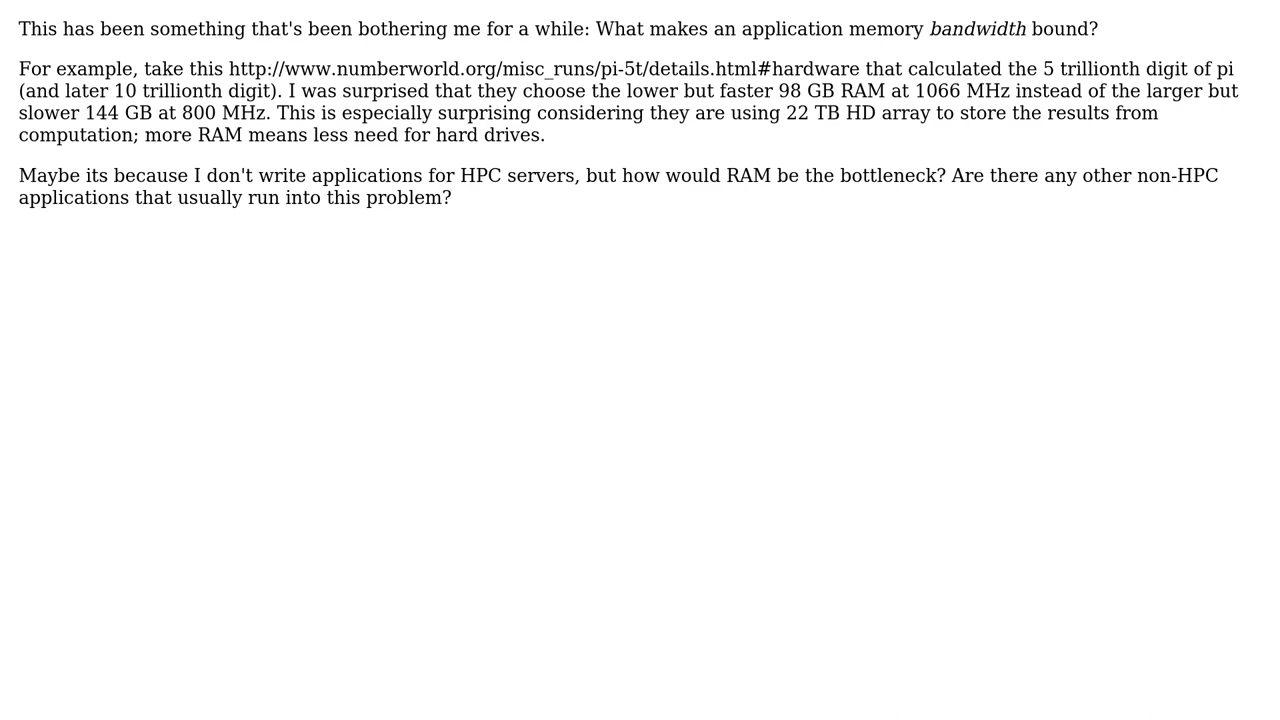 This has been something that's been bothering me for a while: What makes an application memory bandwidth bound?
For example, take this http://www.numberworld.org/misc_runs/pi-5t/details.html#hardware that calculated the 5 trillionth digit of pi
(and later 10 trillionth digit). I was surprised that they choose the lower but faster 98 GB RAM at 1066 MHz instead of the larger but
slower 144 GB at 800 MHz. This is especially surprising considering they are using 22 TB HD array to store the results from
computation; more RAM means less need for hard drives.
Maybe its because I don't write applications for HPC servers, but how would RAM be the bottleneck? Are there any other non-HPC
applications that usually run into this problem?